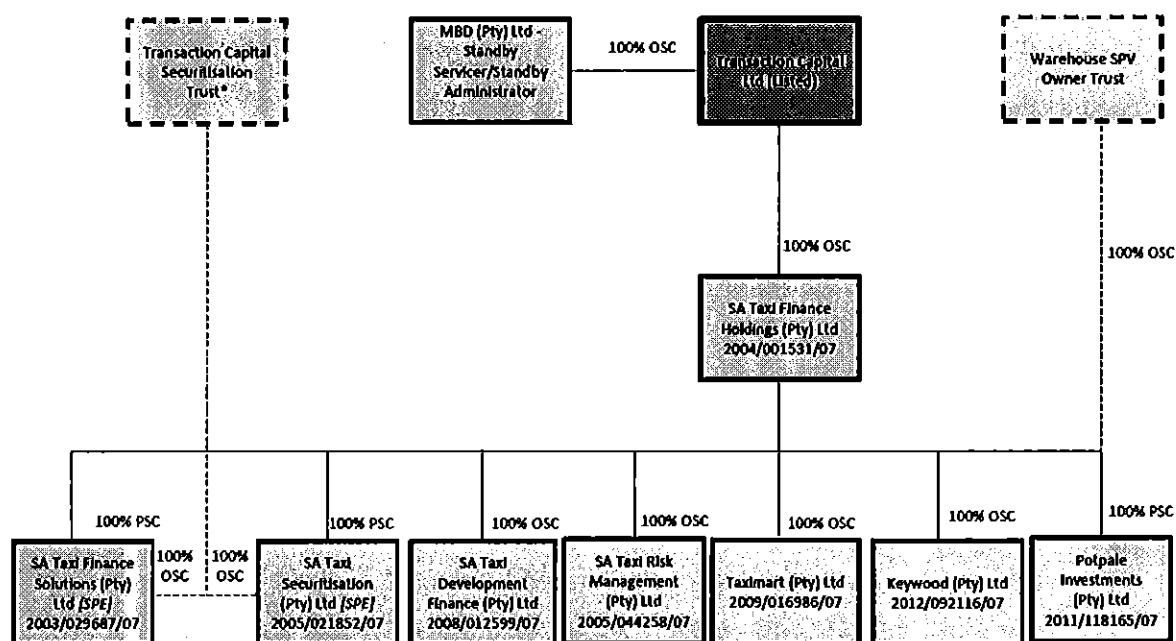 Transaction Capital
Securitisation
Trust*
MBD (Pty) Ltd -
Standby
Servicer/Standby
Administrator
100% OSC
Transaction Capital
Ltd (Listed))
Warehouse SPV
Owner Trust
100% OSC
100% OSC
SA Taxi Finance
Holdings (Pty) Ltd
2004/001531/07
100% PSC
100% PSC
100% OSC
100% OSC
100% OSC
100% OSC
100% PSC
SA Taxi Finance
Solutions (Pty)
Ltd [SPE]
2003/029687/07
100%
OSC
100%
OSC
SA Taxi
Securitisation
(Pty) Ltd [SPE]
2005/021852/07
SA Taxi
Development
Finance (Pty) Ltd
2008/012599/07
SA Taxi Risk
Management
(Pty) Ltd
2005/044258/07
Taximart (Pty) Ltd
2009/016986/07
Keywood (Pty) Ltd
2012/092116/07
Potpale
Investments
(Pty) Ltd
2011/118165/07